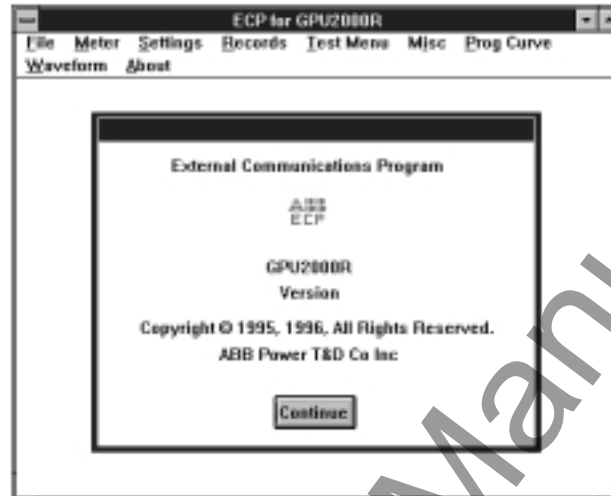 ECP for GPU2000R
File Meter Settings Records Test Menu Misc Prog Curve
Waveform About
External Communications Program
ABB
ECP
GPU2000R
Version
Copyright © 1995, 1996, All Rights Reserved.
ABB Power T&D Co Inc
Continue